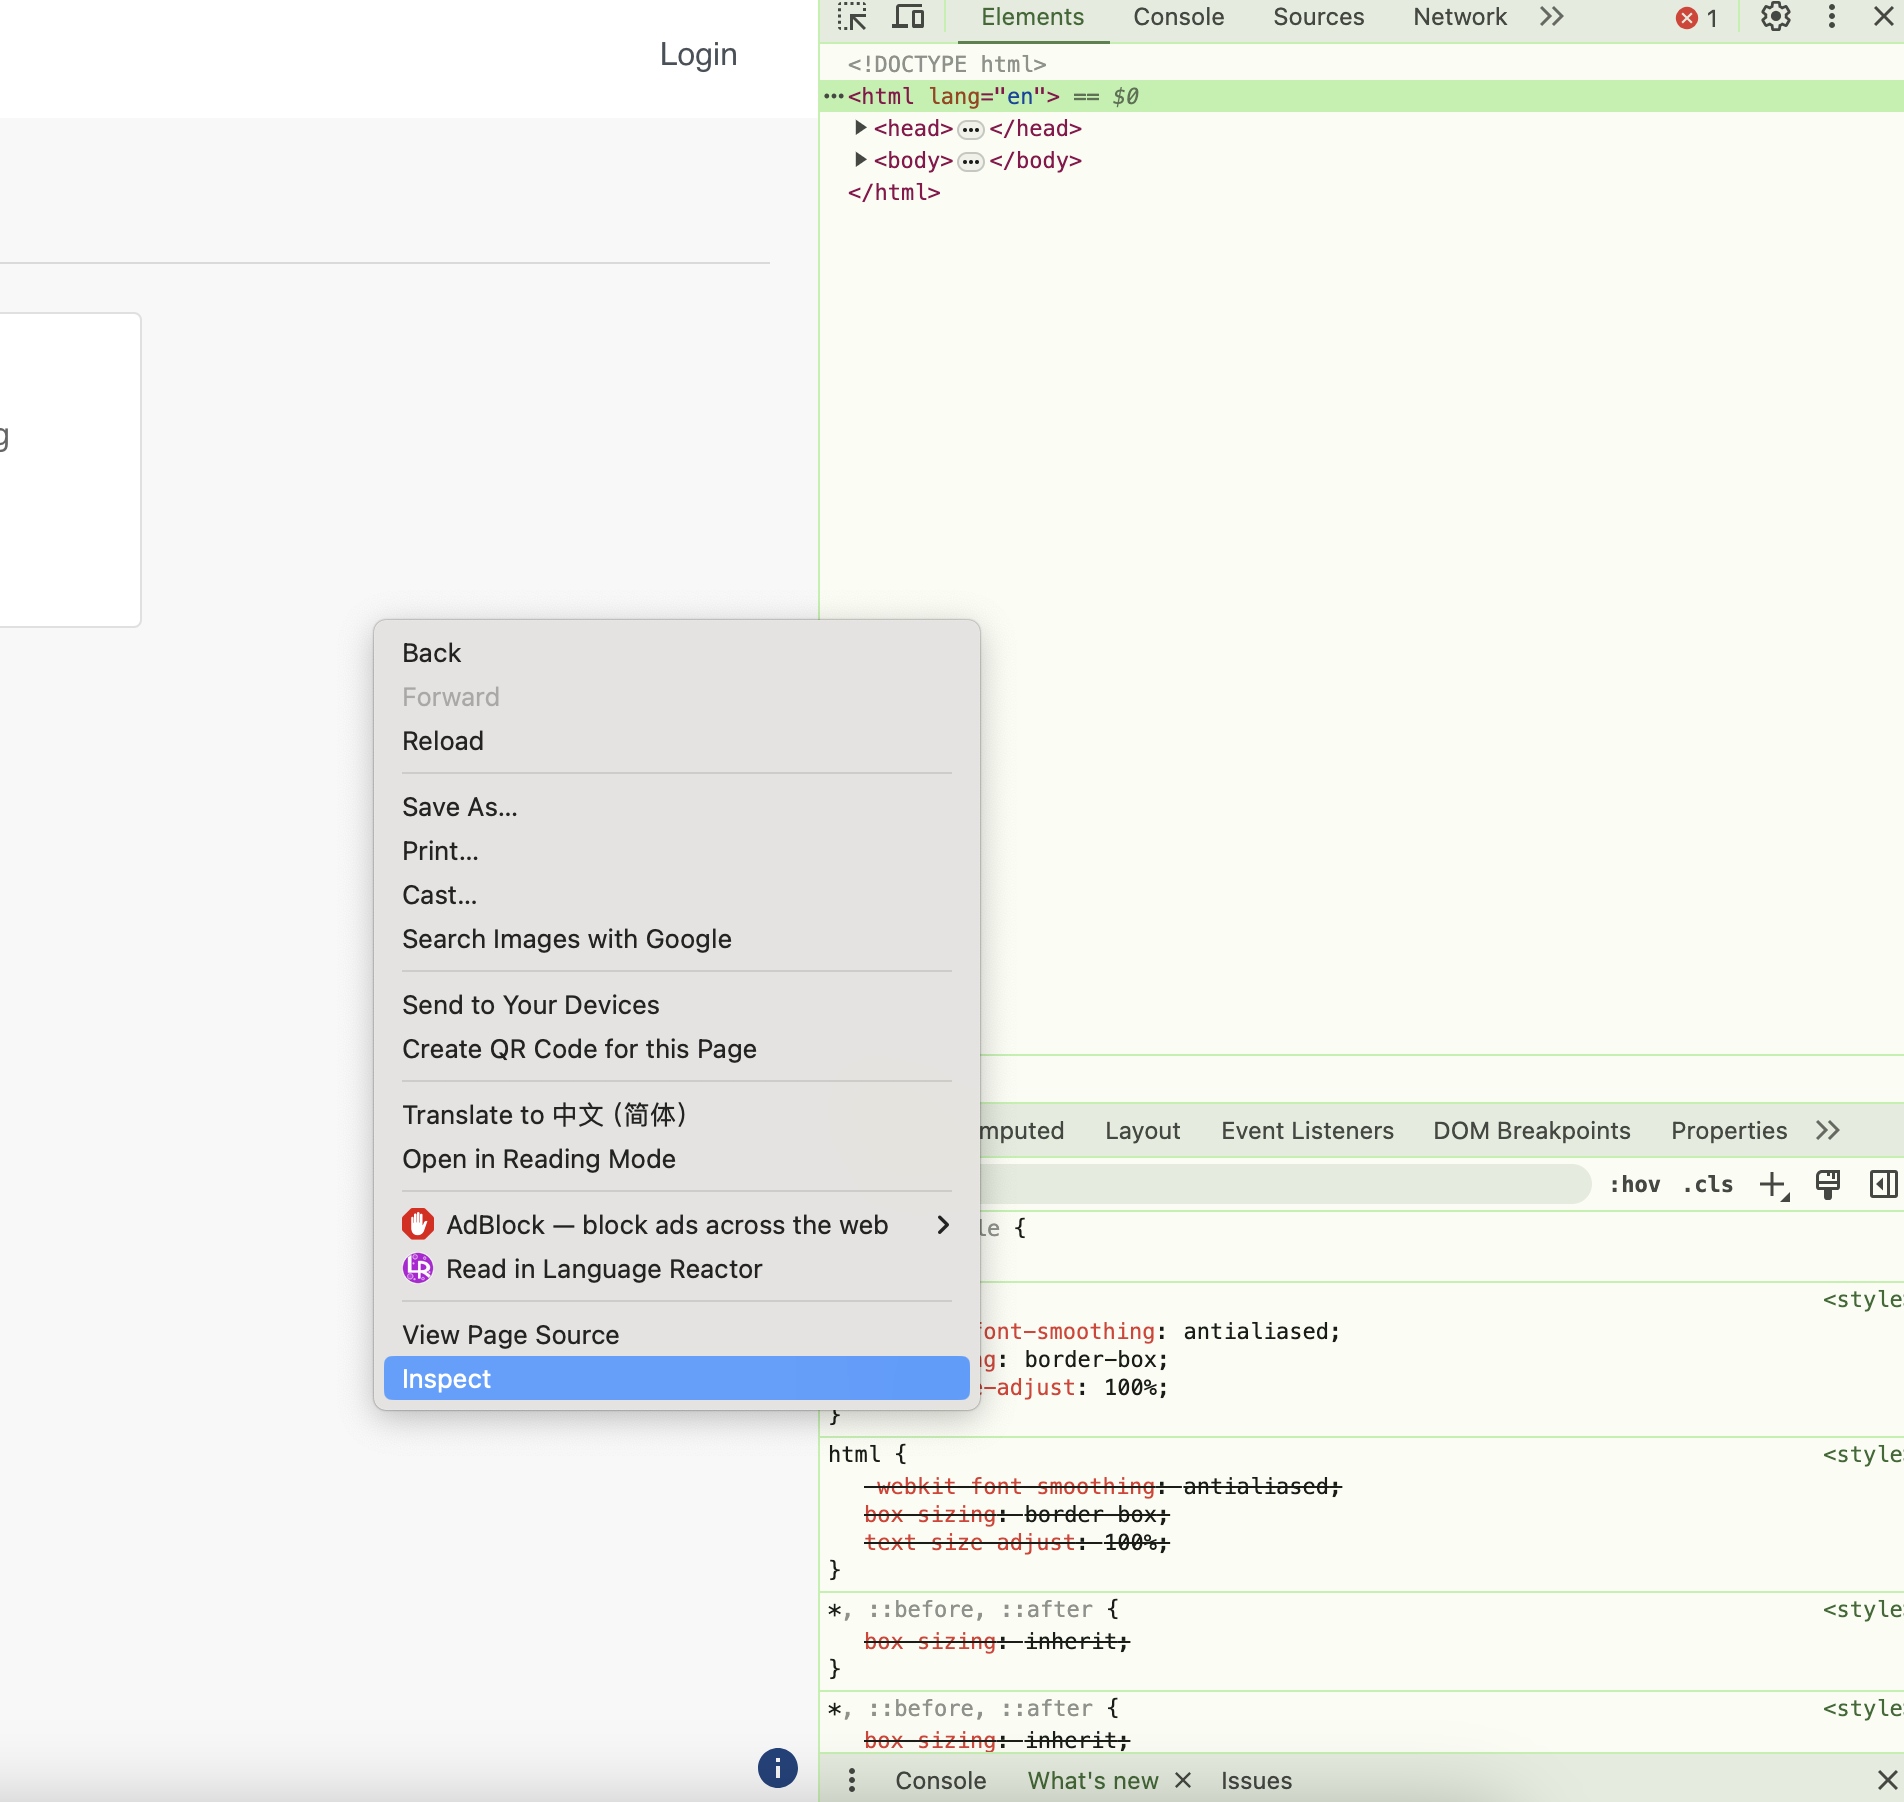 Login
g
Elements Console Sources Network 1
<!DOCTYPE html>
<html lang="en"> == $0
<head> </head>
<body> </body>
</html>
Back
Forward
Reload
Save As...
Print...
Cast...
Search Images with Google
Send to Your Devices
Create QR Code for this Page
Translate to 中文 (简体)
Open in Reading Mode
AdBlock — block ads across the web
LR Read in Language Reactor
View Page Source
Inspect
mputed Layout Event Listeners DOM Breakpoints Properties
:hov .cls
le {
<style
font-smoothing: antialiased;
ng: border-box;
e-adjust: 100%;
}
html {
<style
-webkit-font-smoothing: antialiased;
box-sizing: border-box;
text-size-adjust: 100%;
}
*, ::before, ::after {
<style
box-sizing: inherit;
}
*, ::before, ::after {
<style
box-sizing: inherit;
i
Console What's new Issues